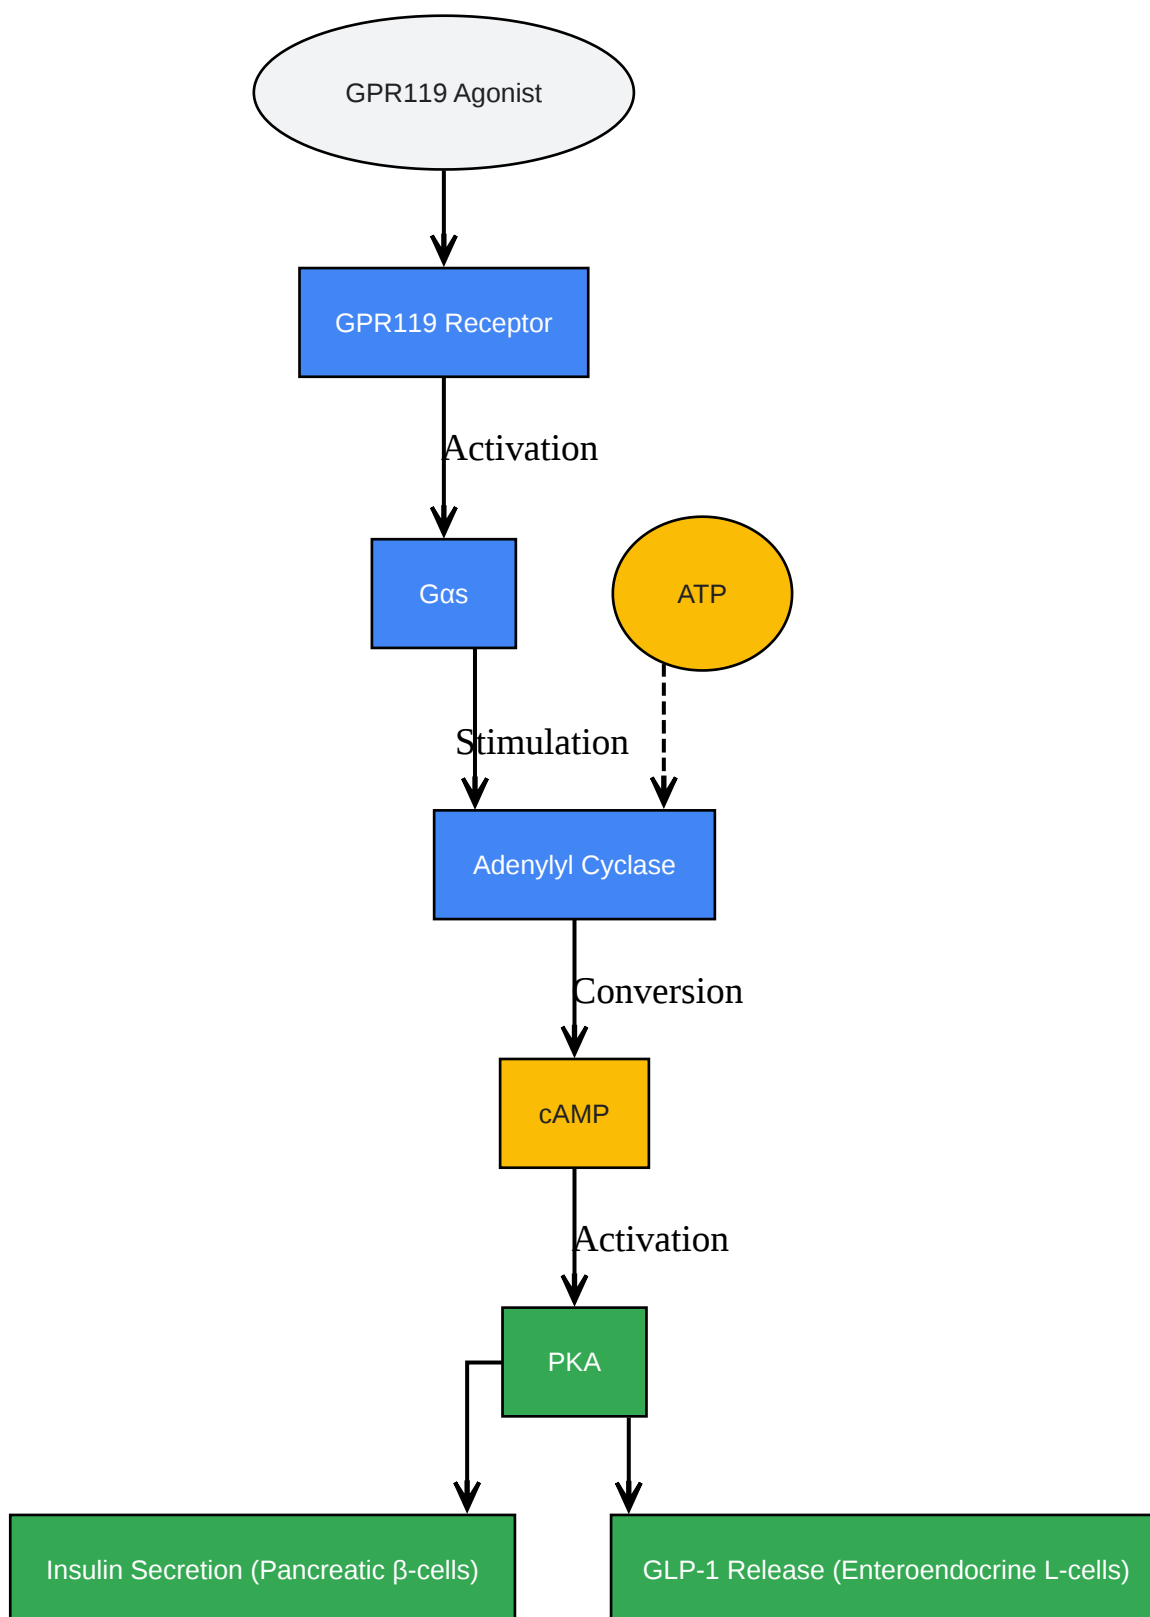 GPR119 Agonist
GPR119 Receptor
Activation
Gαs
ATP
Stimulation
Adenylyl Cyclase
Conversion
cAMP
Activation
PKA
Insulin Secretion (Pancreatic β-cells)
GLP-1 Release (Enteroendocrine L-cells)